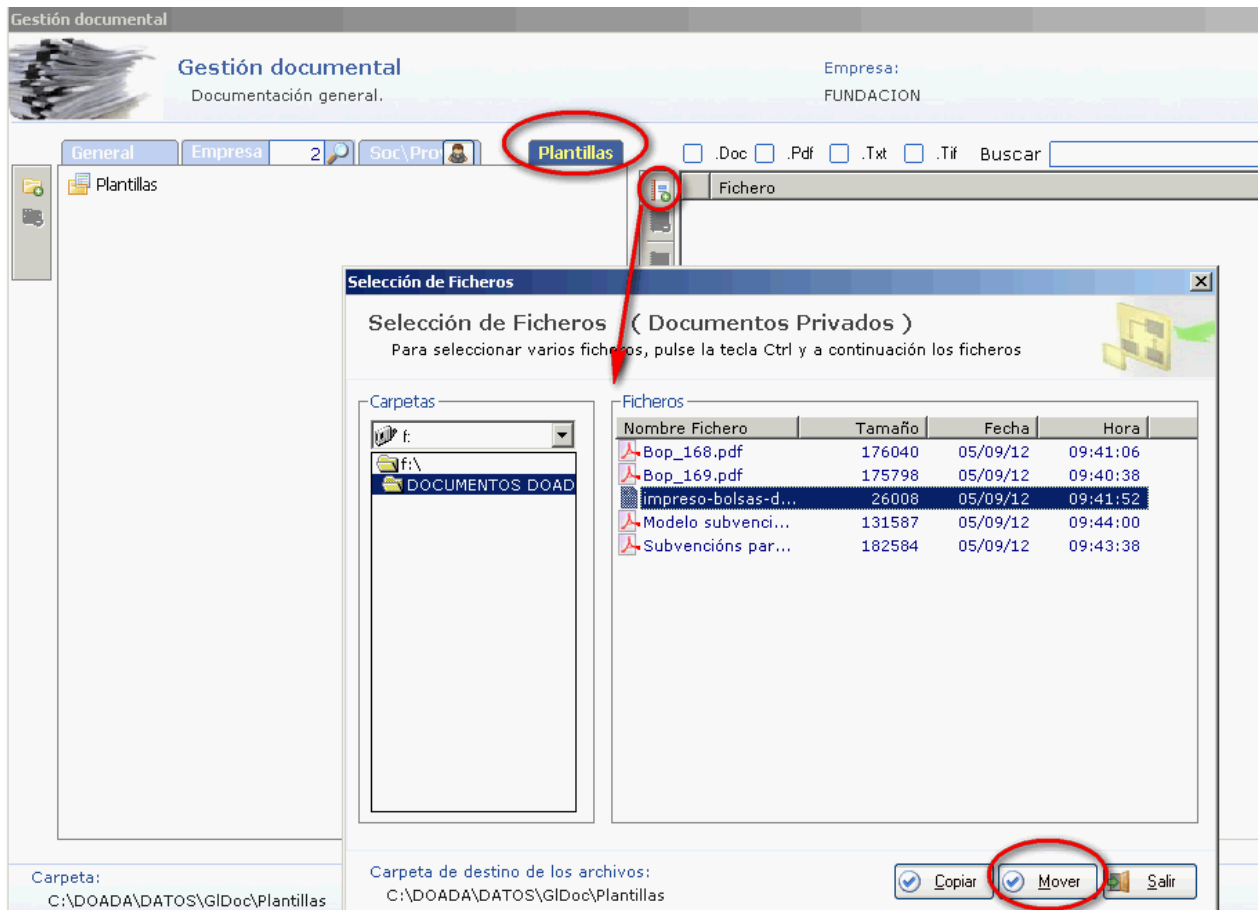 Gestión documental
Gestión documental
Documentación general.
Empresa:
FUNDACION
General Empresa 2 Soc\Pro Plantillas .Doc .Pdf .Txt .Tif Buscar
Plantillas
Fichero
Selección de Ficheros
Selección de Ficheros ( Documentos Privados )
Para seleccionar varios ficheros, pulse la tecla Ctrl y a continuación los ficheros
Carpetas
f:
f:\
DOCUMENTOS DOAD
Ficheros
Nombre Fichero Tamaño Fecha Hora
Bop_168.pdf 176040 05/09/12 09:41:06
Bop_169.pdf 175798 05/09/12 09:40:38
impreso-bolsas-d... 26008 05/09/12 09:41:52
Modelo subvenci... 131587 05/09/12 09:44:00
Subvencións par... 182584 05/09/12 09:43:38
Carpeta de destino de los archivos:
C:\DOADA\DATOS\GlDoc\Plantillas
Copiar Mover Salir
Carpeta:
C:\DOADA\DATOS\GlDoc\Plantillas